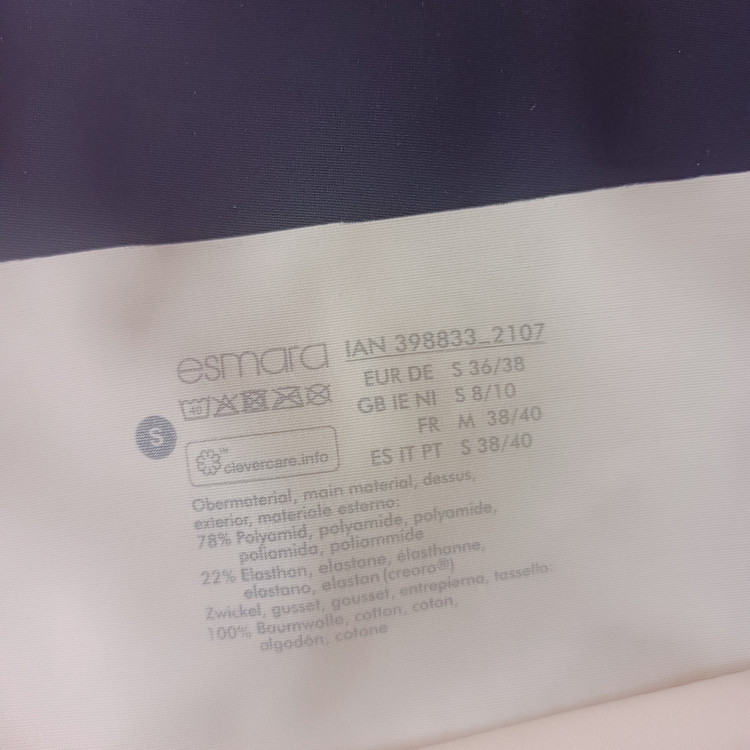 esmara
IAN 398833_2107
EUR DE S 36/38
GB IE NI S 8/10
FR M 38/40
ES IT PT S 38/40
40
S
clevercare.info™
Obermaterial, main material, dessus,
exterior, materiale esterno:
78% Polyamid, polyamide, polyamide,
poliamida, poliammide
22% Elasthan, elastane, élasthanne,
elastano, elastan (creora®)
Zwickel, gusset, gousset, entrepierna, tassello:
100% Baumwolle, cotton, coton,
algodón, cotone